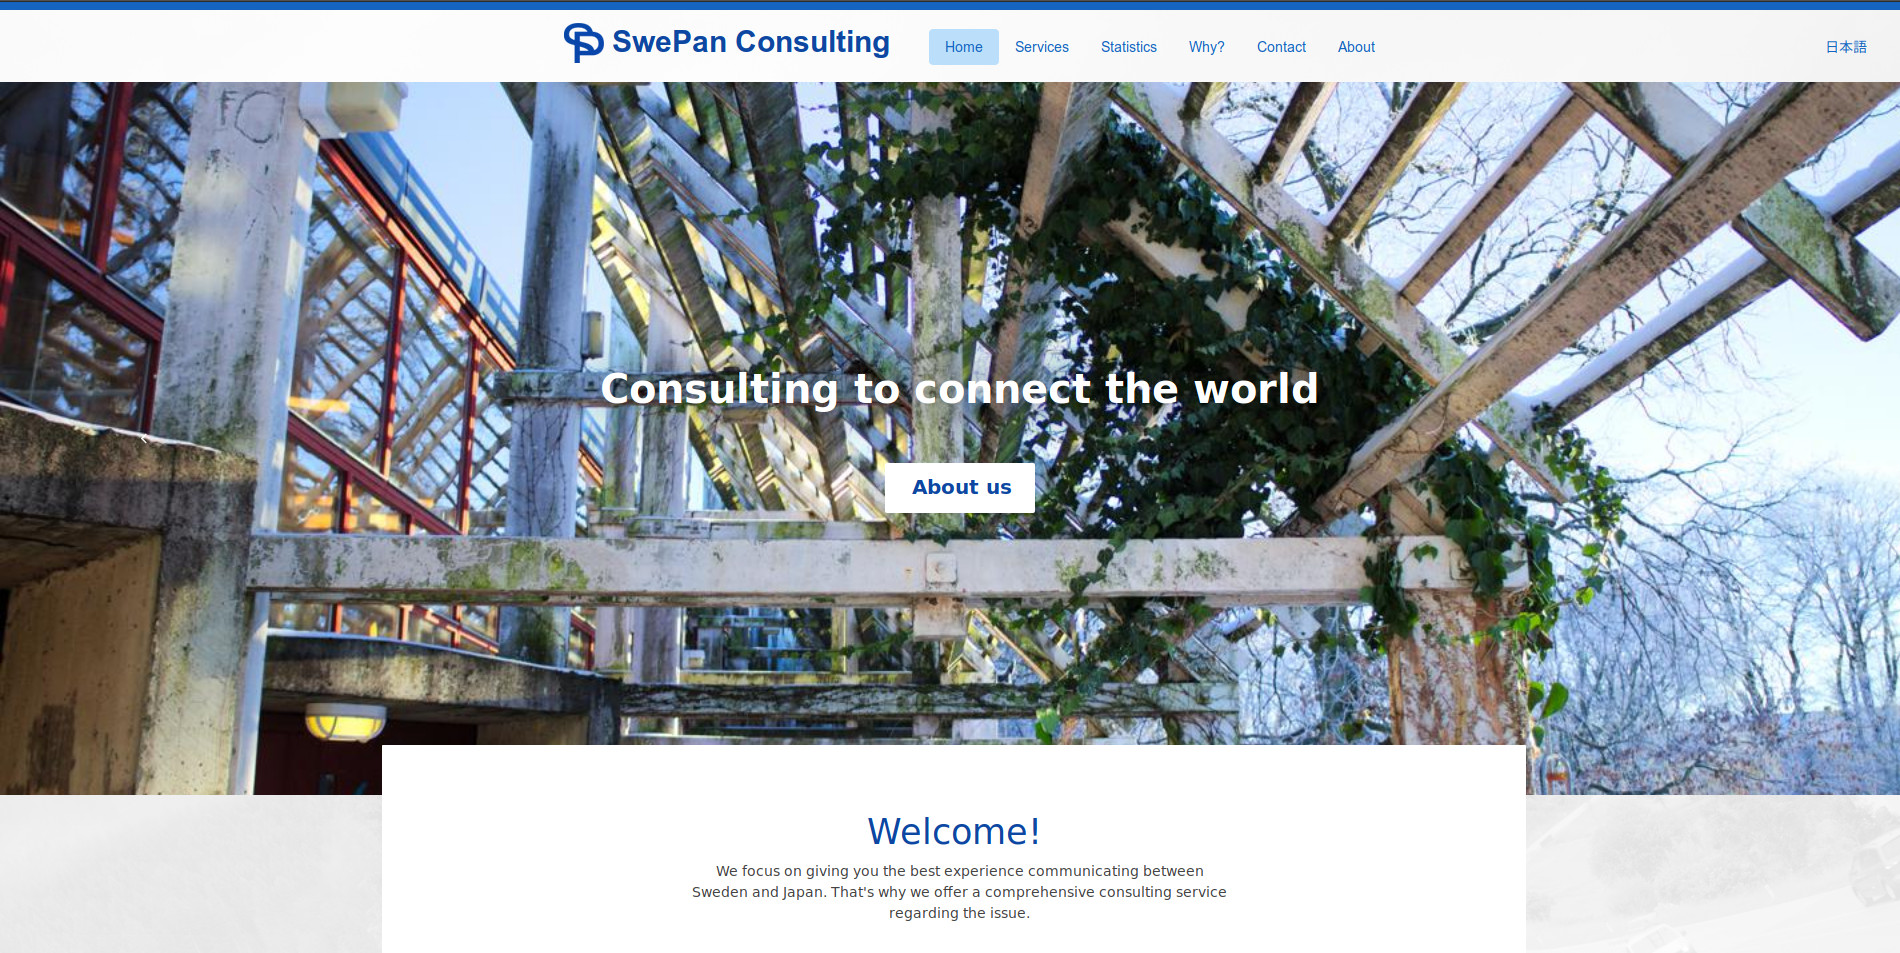 SwePan Consulting
Home Services Statistics Why? Contact About 日本語
Consulting to connect the world
About us
Welcome!
We focus on giving you the best experience communicating between
Sweden and Japan. That's why we offer a comprehensive consulting service
regarding the issue.